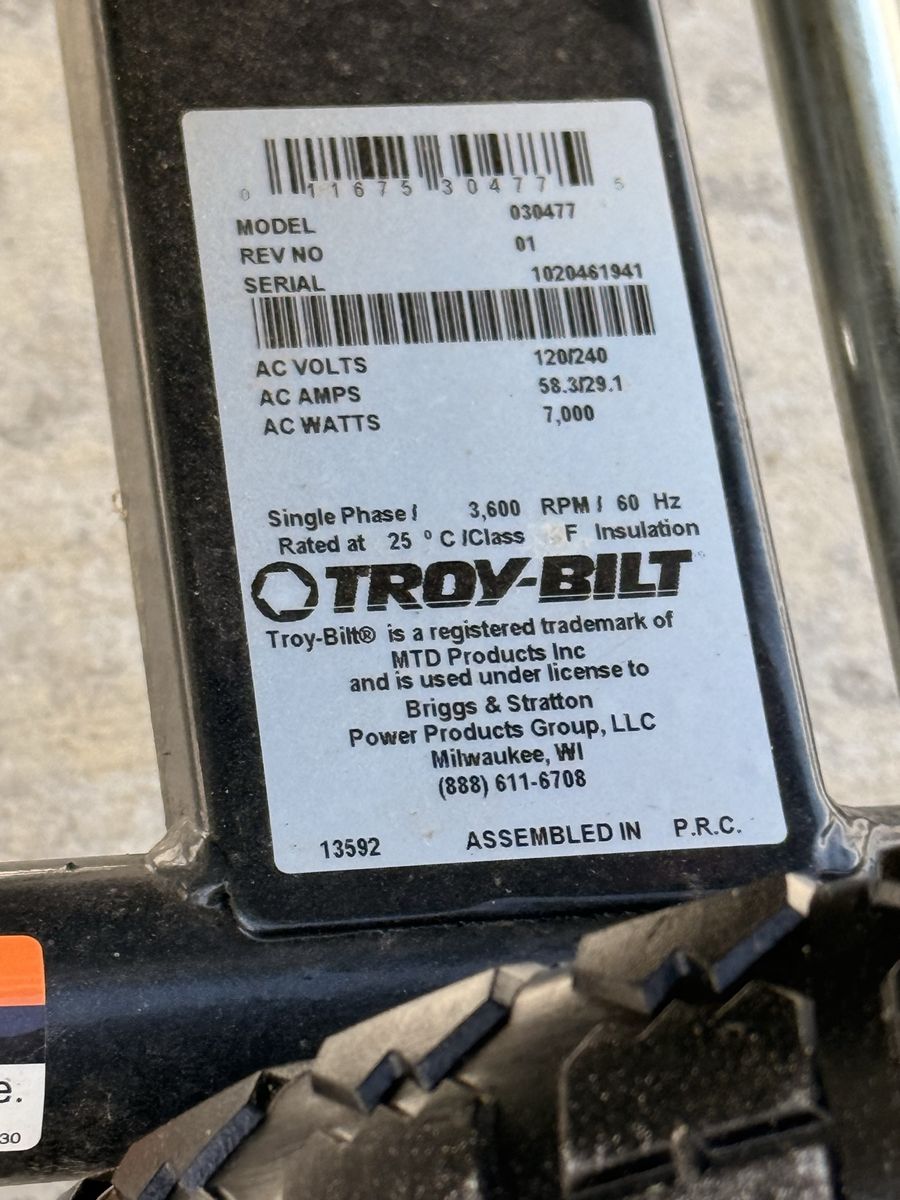 0 11675 30477 5
MODEL 030477
REV NO 01
SERIAL 1020461941
AC VOLTS 120/240
AC AMPS 58.3/29.1
AC WATTS 7,000
Single Phase / 3,600 RPM / 60 Hz
Rated at 25 ° C /Class F Insulation
TROY-BILT
Troy-Bilt® is a registered trademark of
MTD Products Inc
and is used under license to
Briggs & Stratton
Power Products Group, LLC
Milwaukee, WI
(888) 611-6708
13592 ASSEMBLED IN P.R.C.
e.
30